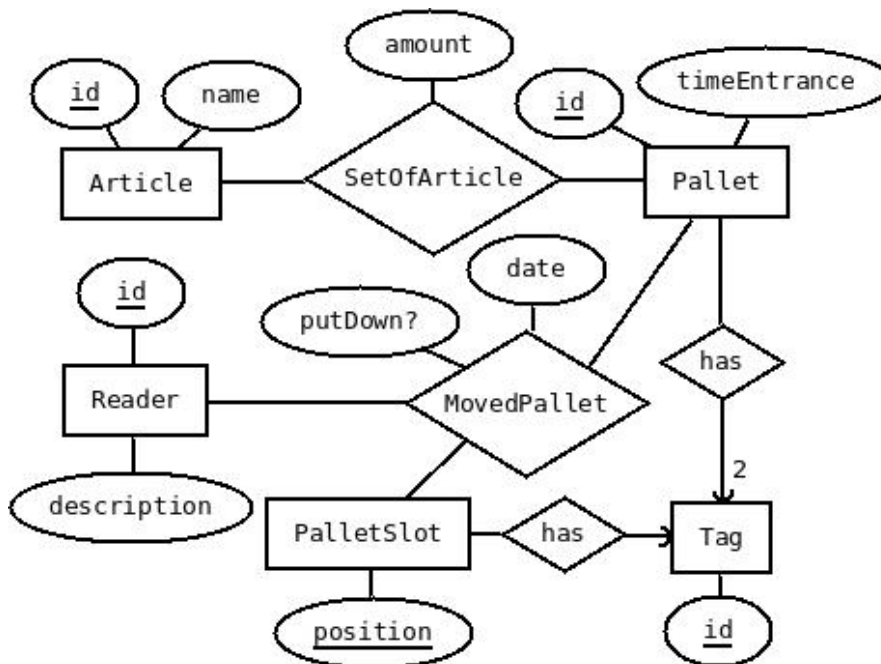 amount
id
name
id
timeEntrance
Article
SetOfArticle
Pallet
id
date
putDown?
has
Reader
MovedPallet
2
description
PalletSlot
has
Tag
position
id